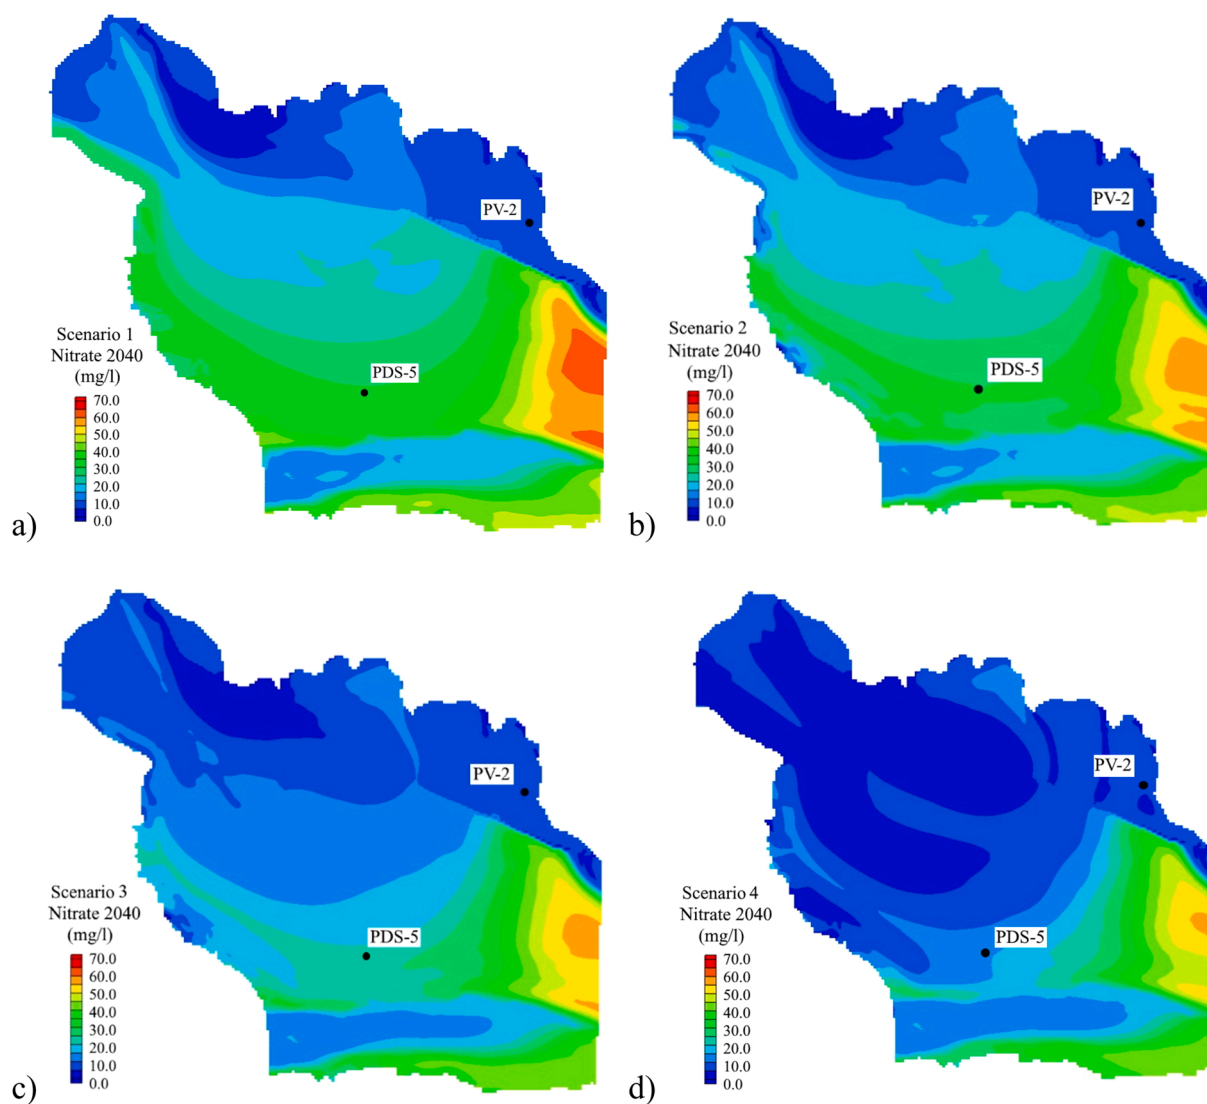 PV-2
PDS-5
Scenario 1
Nitrate 2040
(mg/l)
70.0
60.0
50.0
40.0
30.0
20.0
10.0
0.0
a)
PV-2
PDS-5
Scenario 2
Nitrate 2040
(mg/l)
70.0
60.0
50.0
40.0
30.0
20.0
10.0
0.0
b)
PV-2
PDS-5
Scenario 3
Nitrate 2040
(mg/l)
70.0
60.0
50.0
40.0
30.0
20.0
10.0
0.0
c)
PV-2
PDS-5
Scenario 4
Nitrate 2040
(mg/l)
70.0
60.0
50.0
40.0
30.0
20.0
10.0
0.0
d)